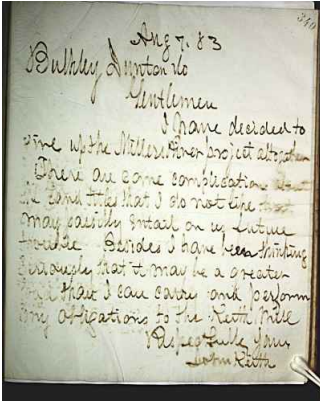 340
Aug 7. 83
Bulkley Dunton &Co
Gentlemen
I have decided to
give up the Millers River project altogether
There are some complications about
the land titles that I do not like that
may easily entail on us future
trouble. Besides I have been thinking
seriously that it may be a greater
load than I can carry and perform
my obligations to the Keith Mill
Respectfully Yours
John Keith